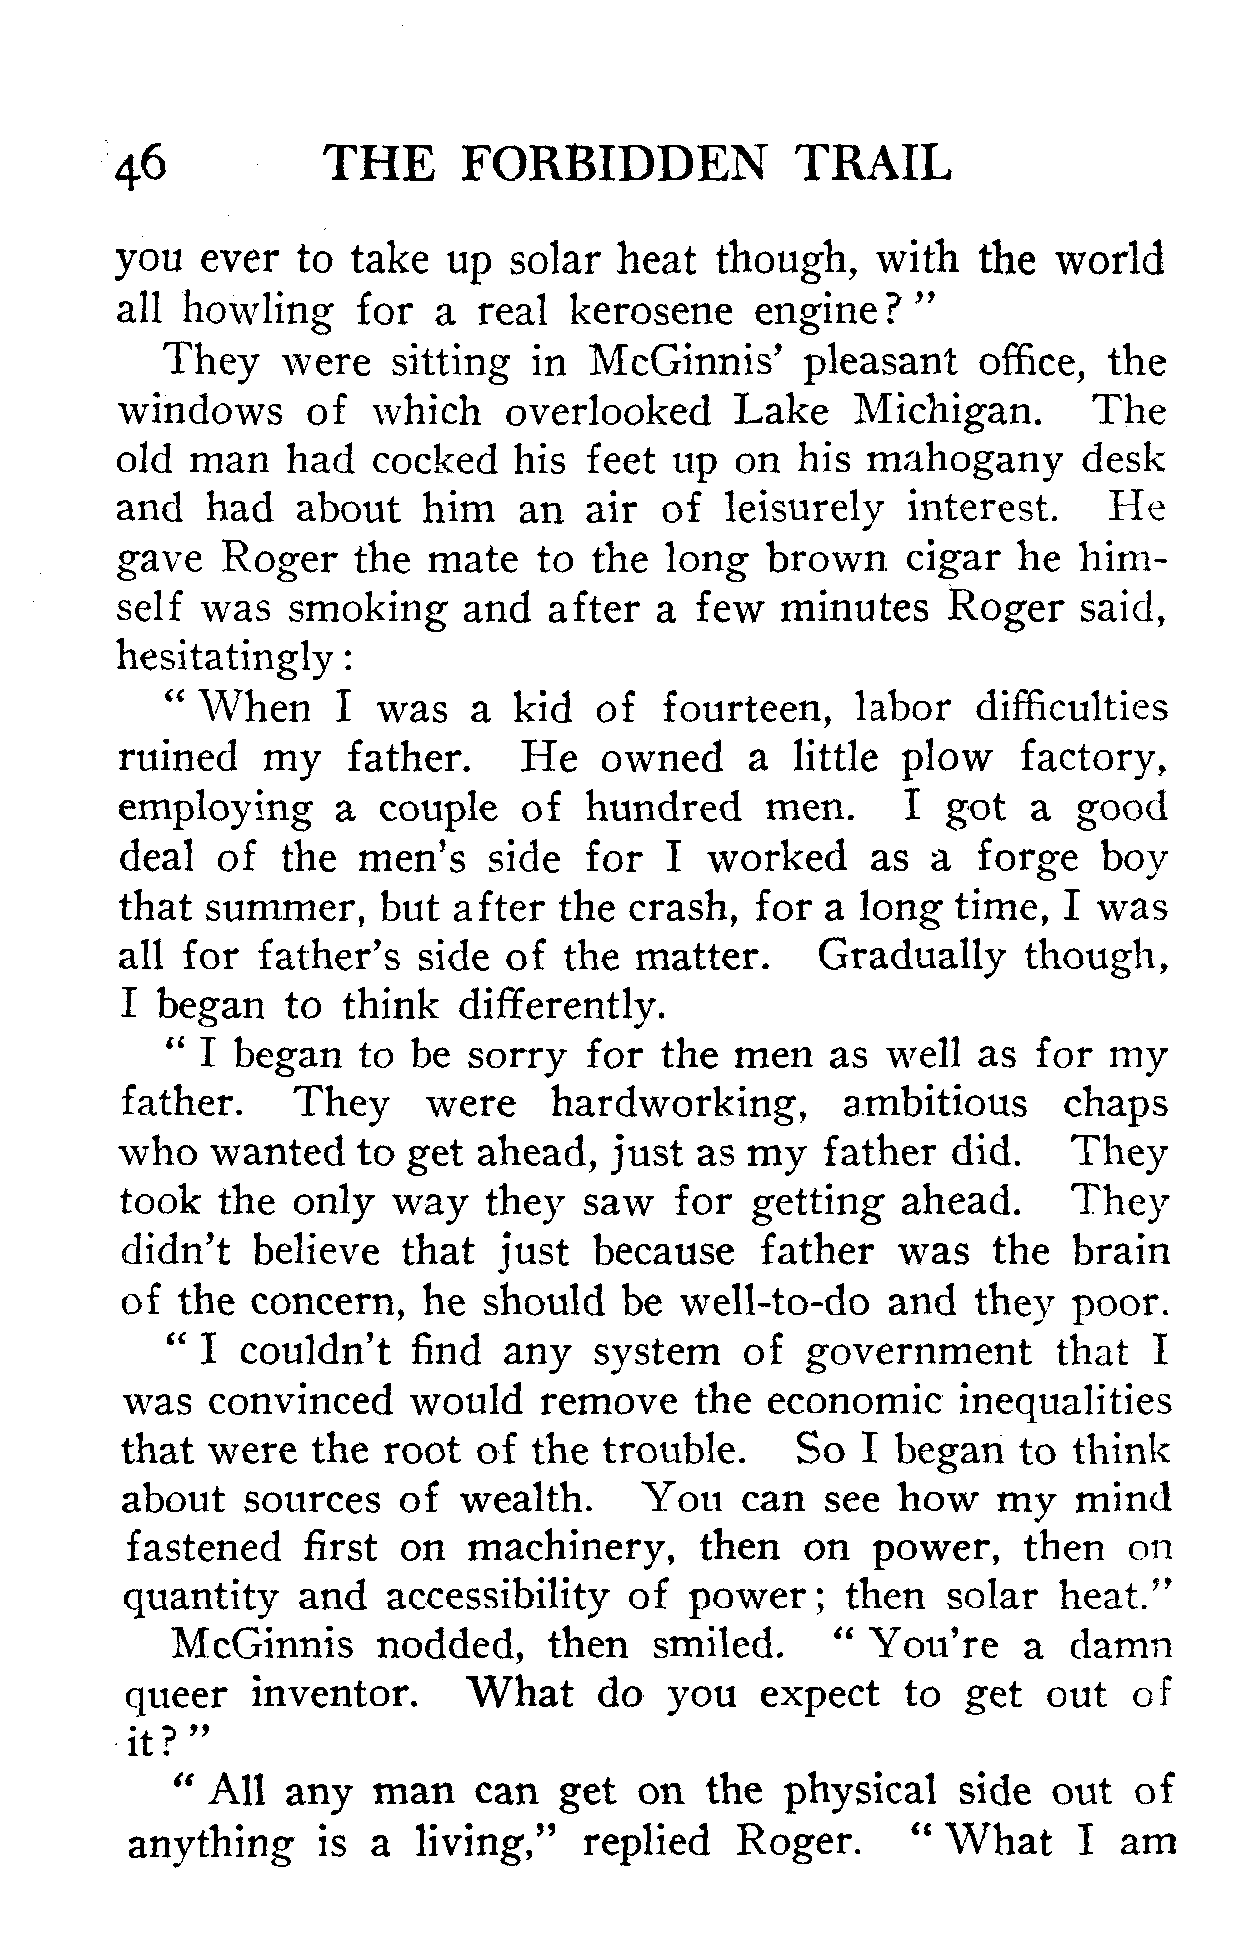 46 THE FORBIDDEN TRAIL
you ever to take up solar heat though, with the world
all howling for a real kerosene engine?"
They were sitting in McGinnis' pleasant office, the
windows of which overlooked Lake Michigan. The
old man had cocked his feet up on his mahogany desk
and had about him an air of leisurely interest. He
gave Roger the mate to the long brown cigar he him-
self was smoking and after a few minutes Roger said,
hesitatingly:
"When I was a kid of fourteen, labor difficulties
ruined my father. He owned a little plow factory,
employing a couple of hundred men. I got a good
deal of the men's side for I worked as a forge boy
that summer, but after the crash, for a long time, I was
all for father's side of the matter. Gradually though,
I began to think differently.
"I began to be sorry for the men as well as for my
father. They were hardworking, ambitious chaps
who wanted to get ahead, just as my father did. They
took the only way they saw for getting ahead. They
didn't believe that just because father was the brain
of the concern, he should be well-to-do and they poor.
"I couldn't find any system of government that I
was convinced would remove the economic inequalities
that were the root of the trouble. So I began to think
about sources of wealth. You can see how my mind
fastened first on machinery, then on power, then on
quantity and accessibility of power; then solar heat."
McGinnis nodded, then smiled. "You're a damn
queer inventor. What do you expect to get out of
it?"
"All any man can get on the physical side out of
anything is a living," replied Roger. "What I am